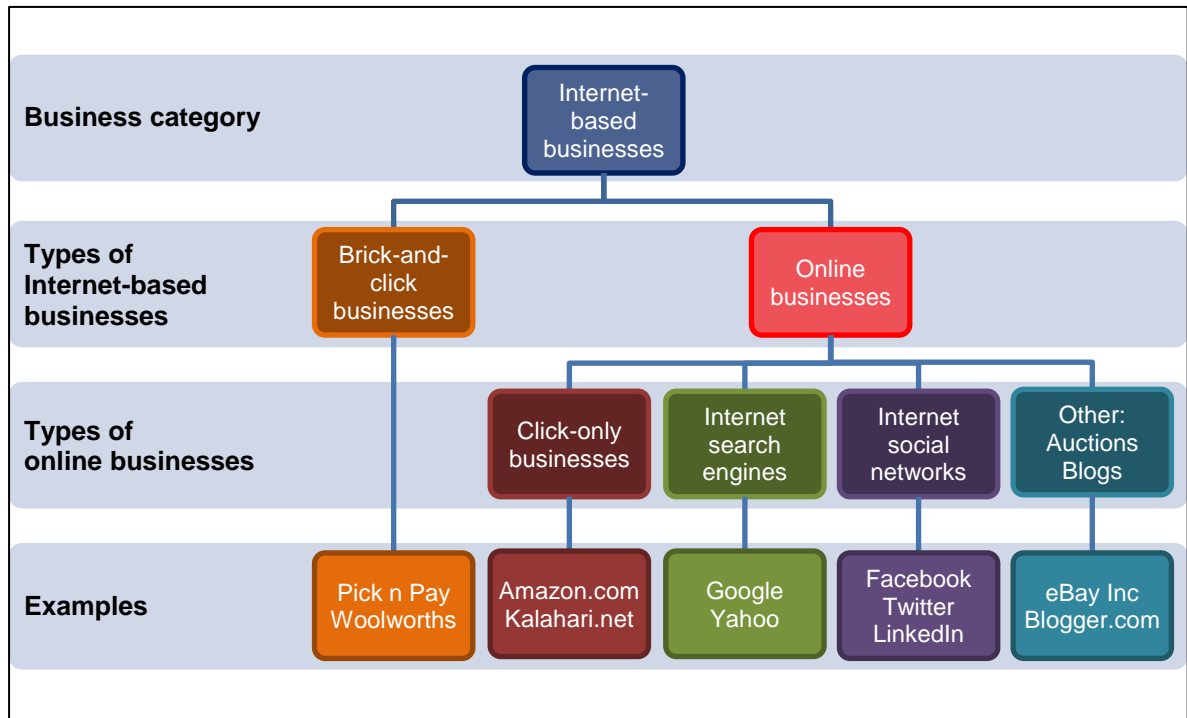 Business category
Internet-
based
businesses
Types of
Internet-based
businesses
Brick-and-
click
businesses
Online
businesses
Types of
online businesses
Click-only
businesses
Internet
search
engines
Internet
social
networks
Other:
Auctions
Blogs
Examples
Pick n Pay
Woolworths
Amazon.com
Kalahari.net
Google
Yahoo
Facebook
Twitter
LinkedIn
eBay Inc
Blogger.com